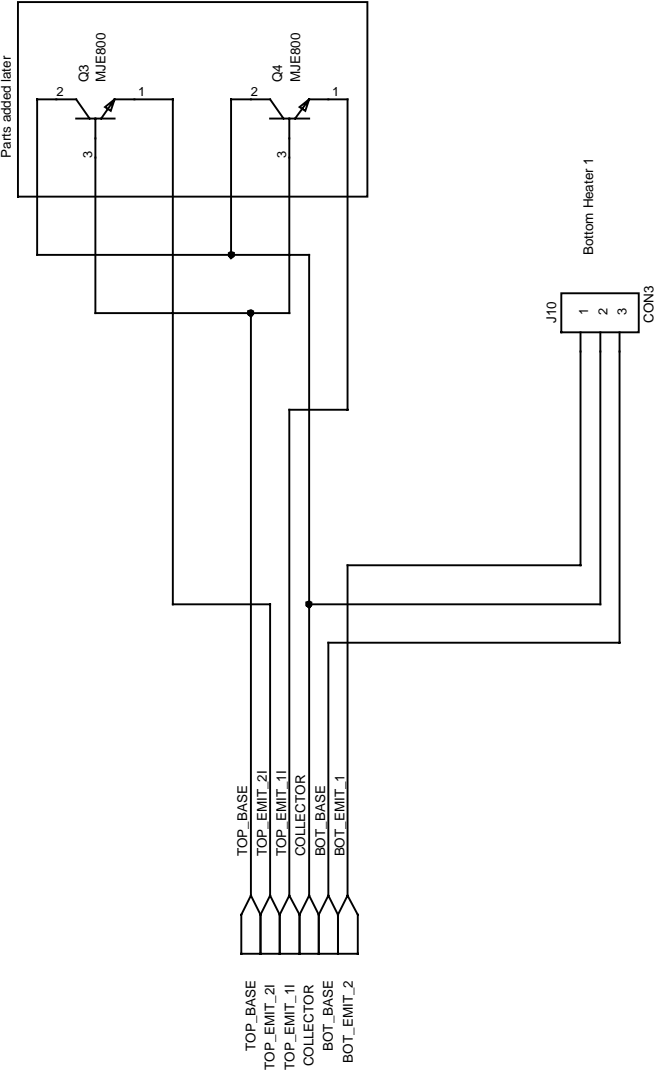 Parts added later
Q3
MJE800
2
1
3
Q4
MJE800
2
1
3
Bottom Heater 1
J10
1
2
3
CON3
TOP_BASE
TOP_EMIT_2I
TOP_EMIT_1I
COLLECTOR
BOT_BASE
BOT_EMIT_1
TOP_BASE
TOP_EMIT_2I
TOP_EMIT_1I
COLLECTOR
BOT_BASE
BOT_EMIT_2